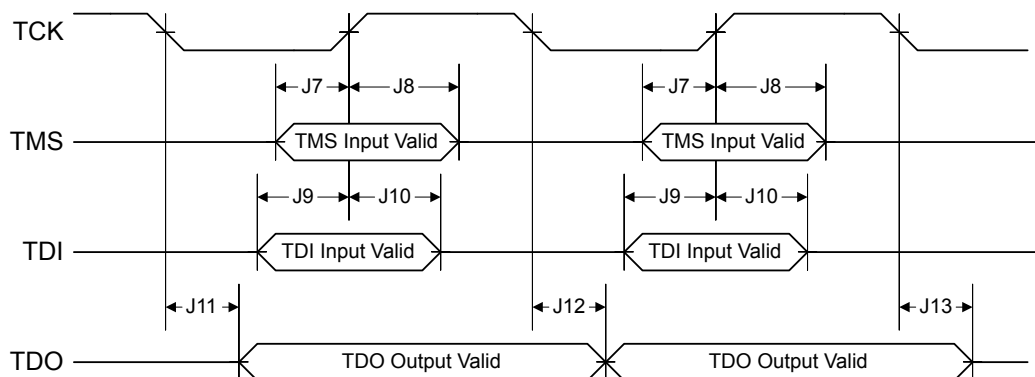 TCK
J7 J8 J7 J8
TMS TMS Input Valid TMS Input Valid
J9 J10 J9 J10
TDI TDI Input Valid TDI Input Valid
J11 J12 J13
TDO TDO Output Valid TDO Output Valid